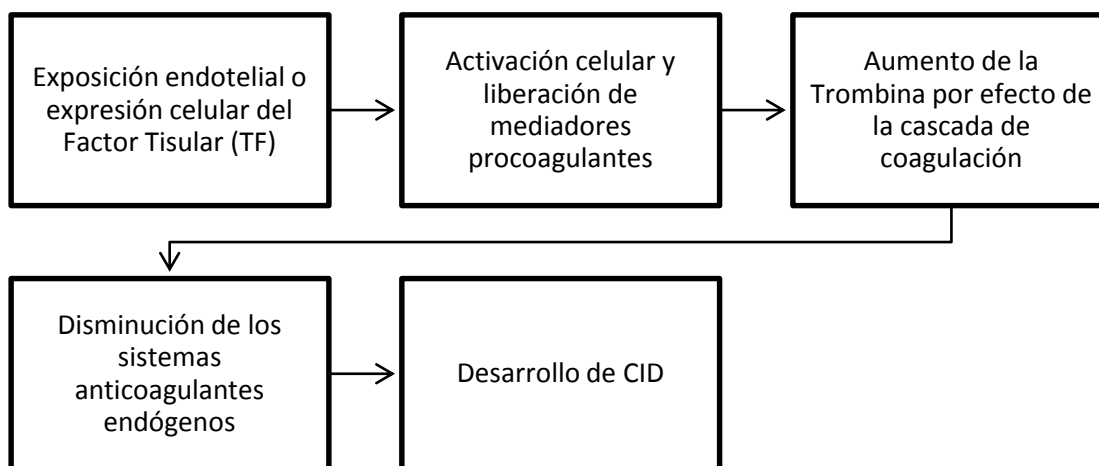 Exposición endotelial o
expresión celular del
Factor Tisular (TF)
Activación celular y
liberación de
mediadores
procoagulantes
Aumento de la
Trombina por efecto de
la cascada de
coagulación
Disminución de los
sistemas
anticoagulantes
endógenos
Desarrollo de CID